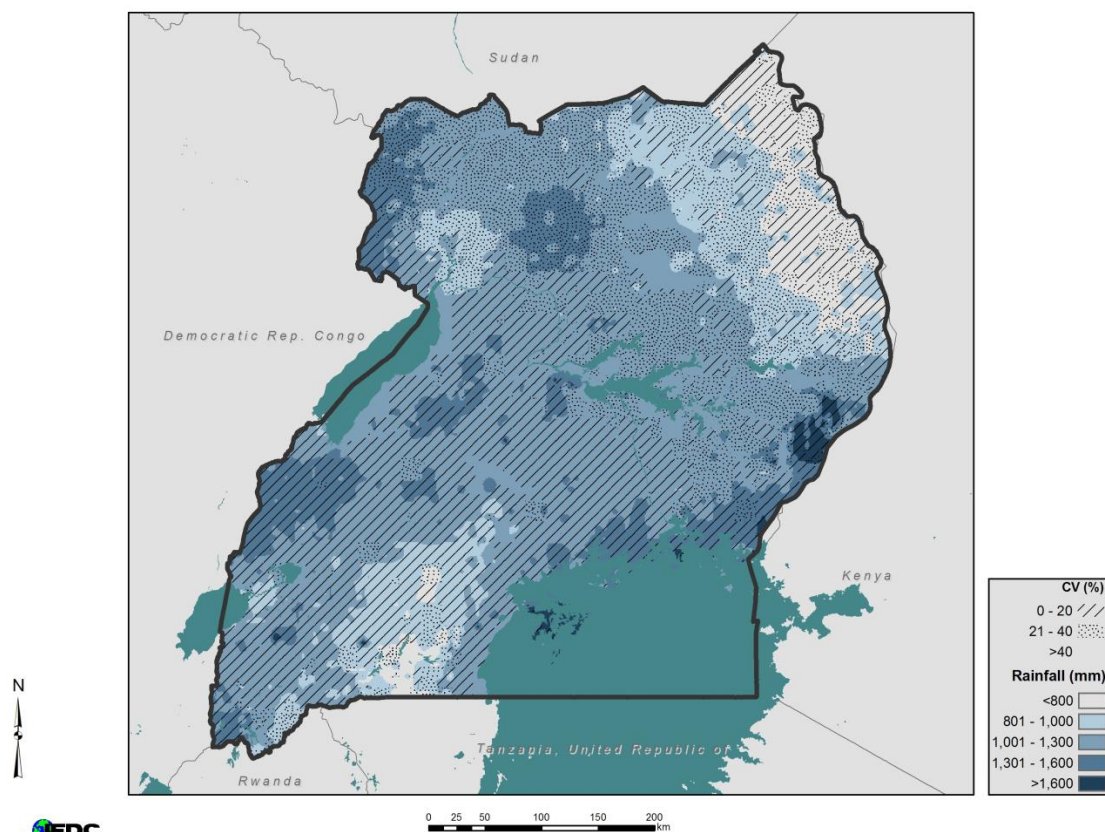 Sudan
Democratic Rep. Congo
Kenya
Tanzania, United Republic of
Rwanda
CV (%)
0 - 20
21 - 40
>40
Rainfall (mm)
<800
801 - 1,000
1,001 - 1,300
1,301 - 1,600
>1,600
N
IFDC
0 25 50 100 150 200
km